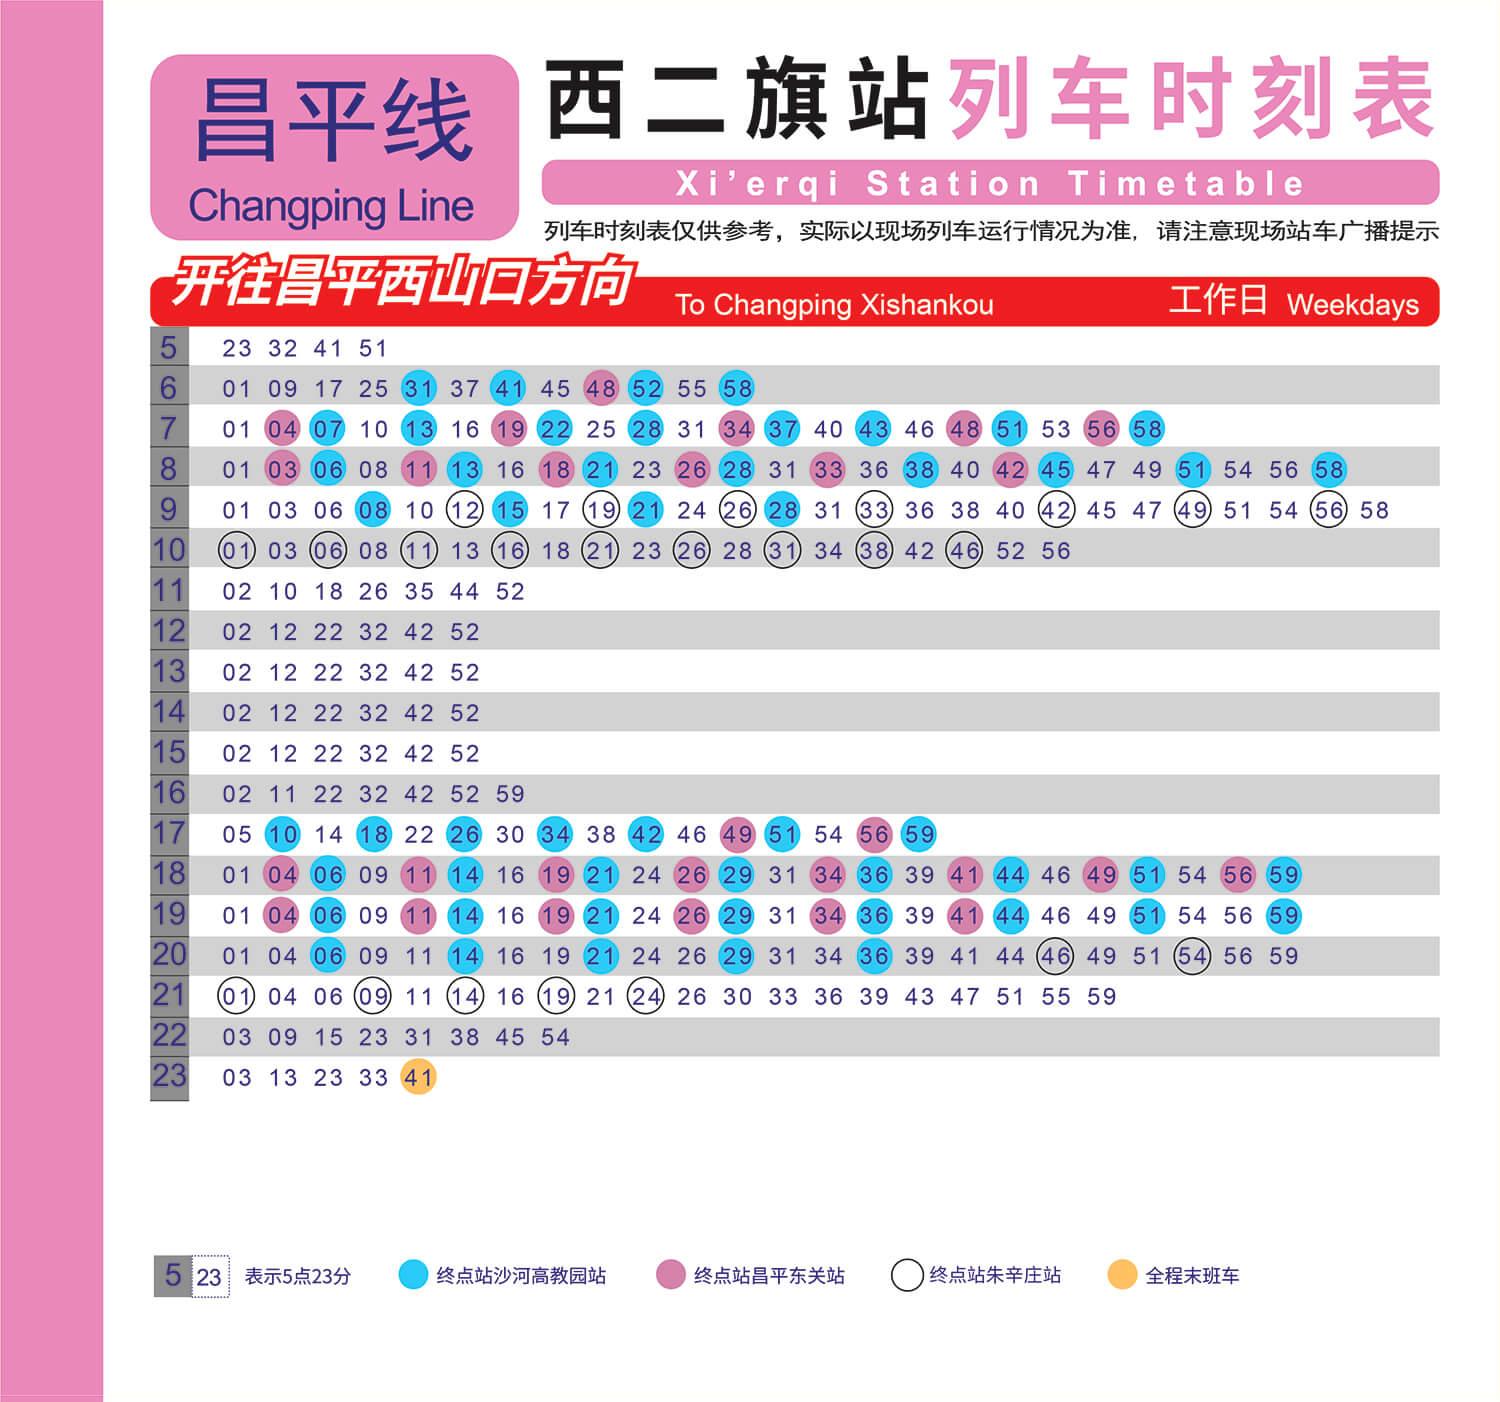 昌平线
Changping Line
西二旗站列车时刻表
Xi'erqi Station Timetable
列车时刻表仅供参考，实际以现场列车运行情况为准，请注意现场站车广播提示
开往昌平西山口方向 To Changping Xishankou 工作日 Weekdays
5 23 32 41 51
6 01 09 17 25 31 37 41 45 48 52 55 58
7 01 04 07 10 13 16 19 22 25 28 31 34 37 40 43 46 48 51 53 56 58
8 01 03 06 08 11 13 16 18 21 23 26 28 31 33 36 38 40 42 45 47 49 51 54 56 58
9 01 03 06 08 10 12 15 17 19 21 24 26 28 31 33 36 38 40 42 45 47 49 51 54 56 58
10 01 03 06 08 11 13 16 18 21 23 26 28 31 34 38 42 46 52 56
11 02 10 18 26 35 44 52
12 02 12 22 32 42 52
13 02 12 22 32 42 52
14 02 12 22 32 42 52
15 02 12 22 32 42 52
16 02 11 22 32 42 52 59
17 05 10 14 18 22 26 30 34 38 42 46 49 51 54 56 59
18 01 04 06 09 11 14 16 19 21 24 26 29 31 34 36 39 41 44 46 49 51 54 56 59
19 01 04 06 09 11 14 16 19 21 24 26 29 31 34 36 39 41 44 46 49 51 54 56 59
20 01 04 06 09 11 14 16 19 21 24 26 29 31 34 36 39 41 44 46 49 51 54 56 59
21 01 04 06 09 11 14 16 19 21 24 26 30 33 36 39 43 47 51 55 59
22 03 09 15 23 31 38 45 54
23 03 13 23 33 41
5 23 表示5点23分 终点站沙河高教园站 终点站昌平东关站 终点站朱辛庄站 全程末班车